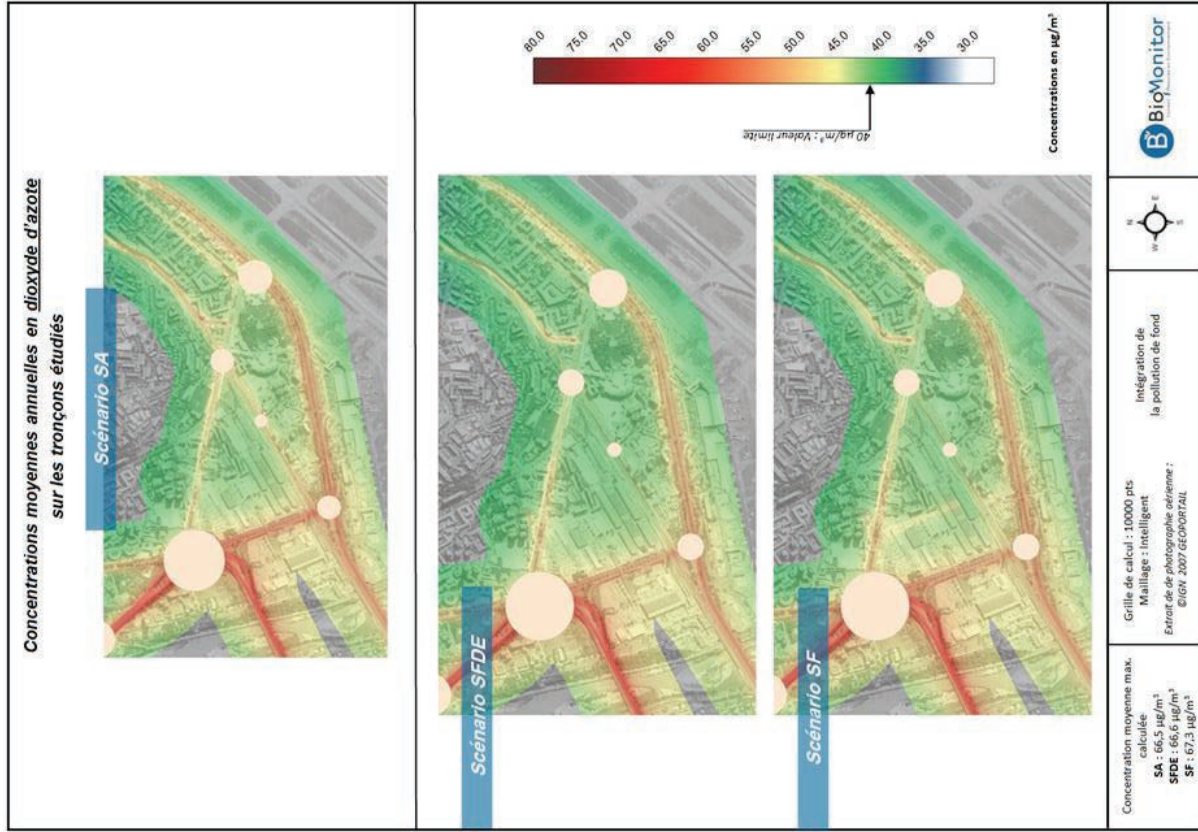 Concentrations moyennes annuelles en dioxyde d'azote
sur les tronçons étudiés
Scénario SA
Scénario SFDE
Scénario SF
80.0
75.0
70.0
65.0
60.0
55.0
50.0
45.0
40.0
35.0
30.0
40 µg/m³ : Valeur limite
Concentrations en µg/m³
Concentration moyenne max.
calculée
SA : 66,5 µg/m³
SFDE : 66,6 µg/m³
SF : 67,3 µg/m³
Grille de calcul : 10000 pts
Maillage : Intelligent
Extrait de de photographie aérienne :
©IGN 2007 GEOPORTAIL
Intégration de
la pollution de fond
N
W
E
S
B
BioMonitor